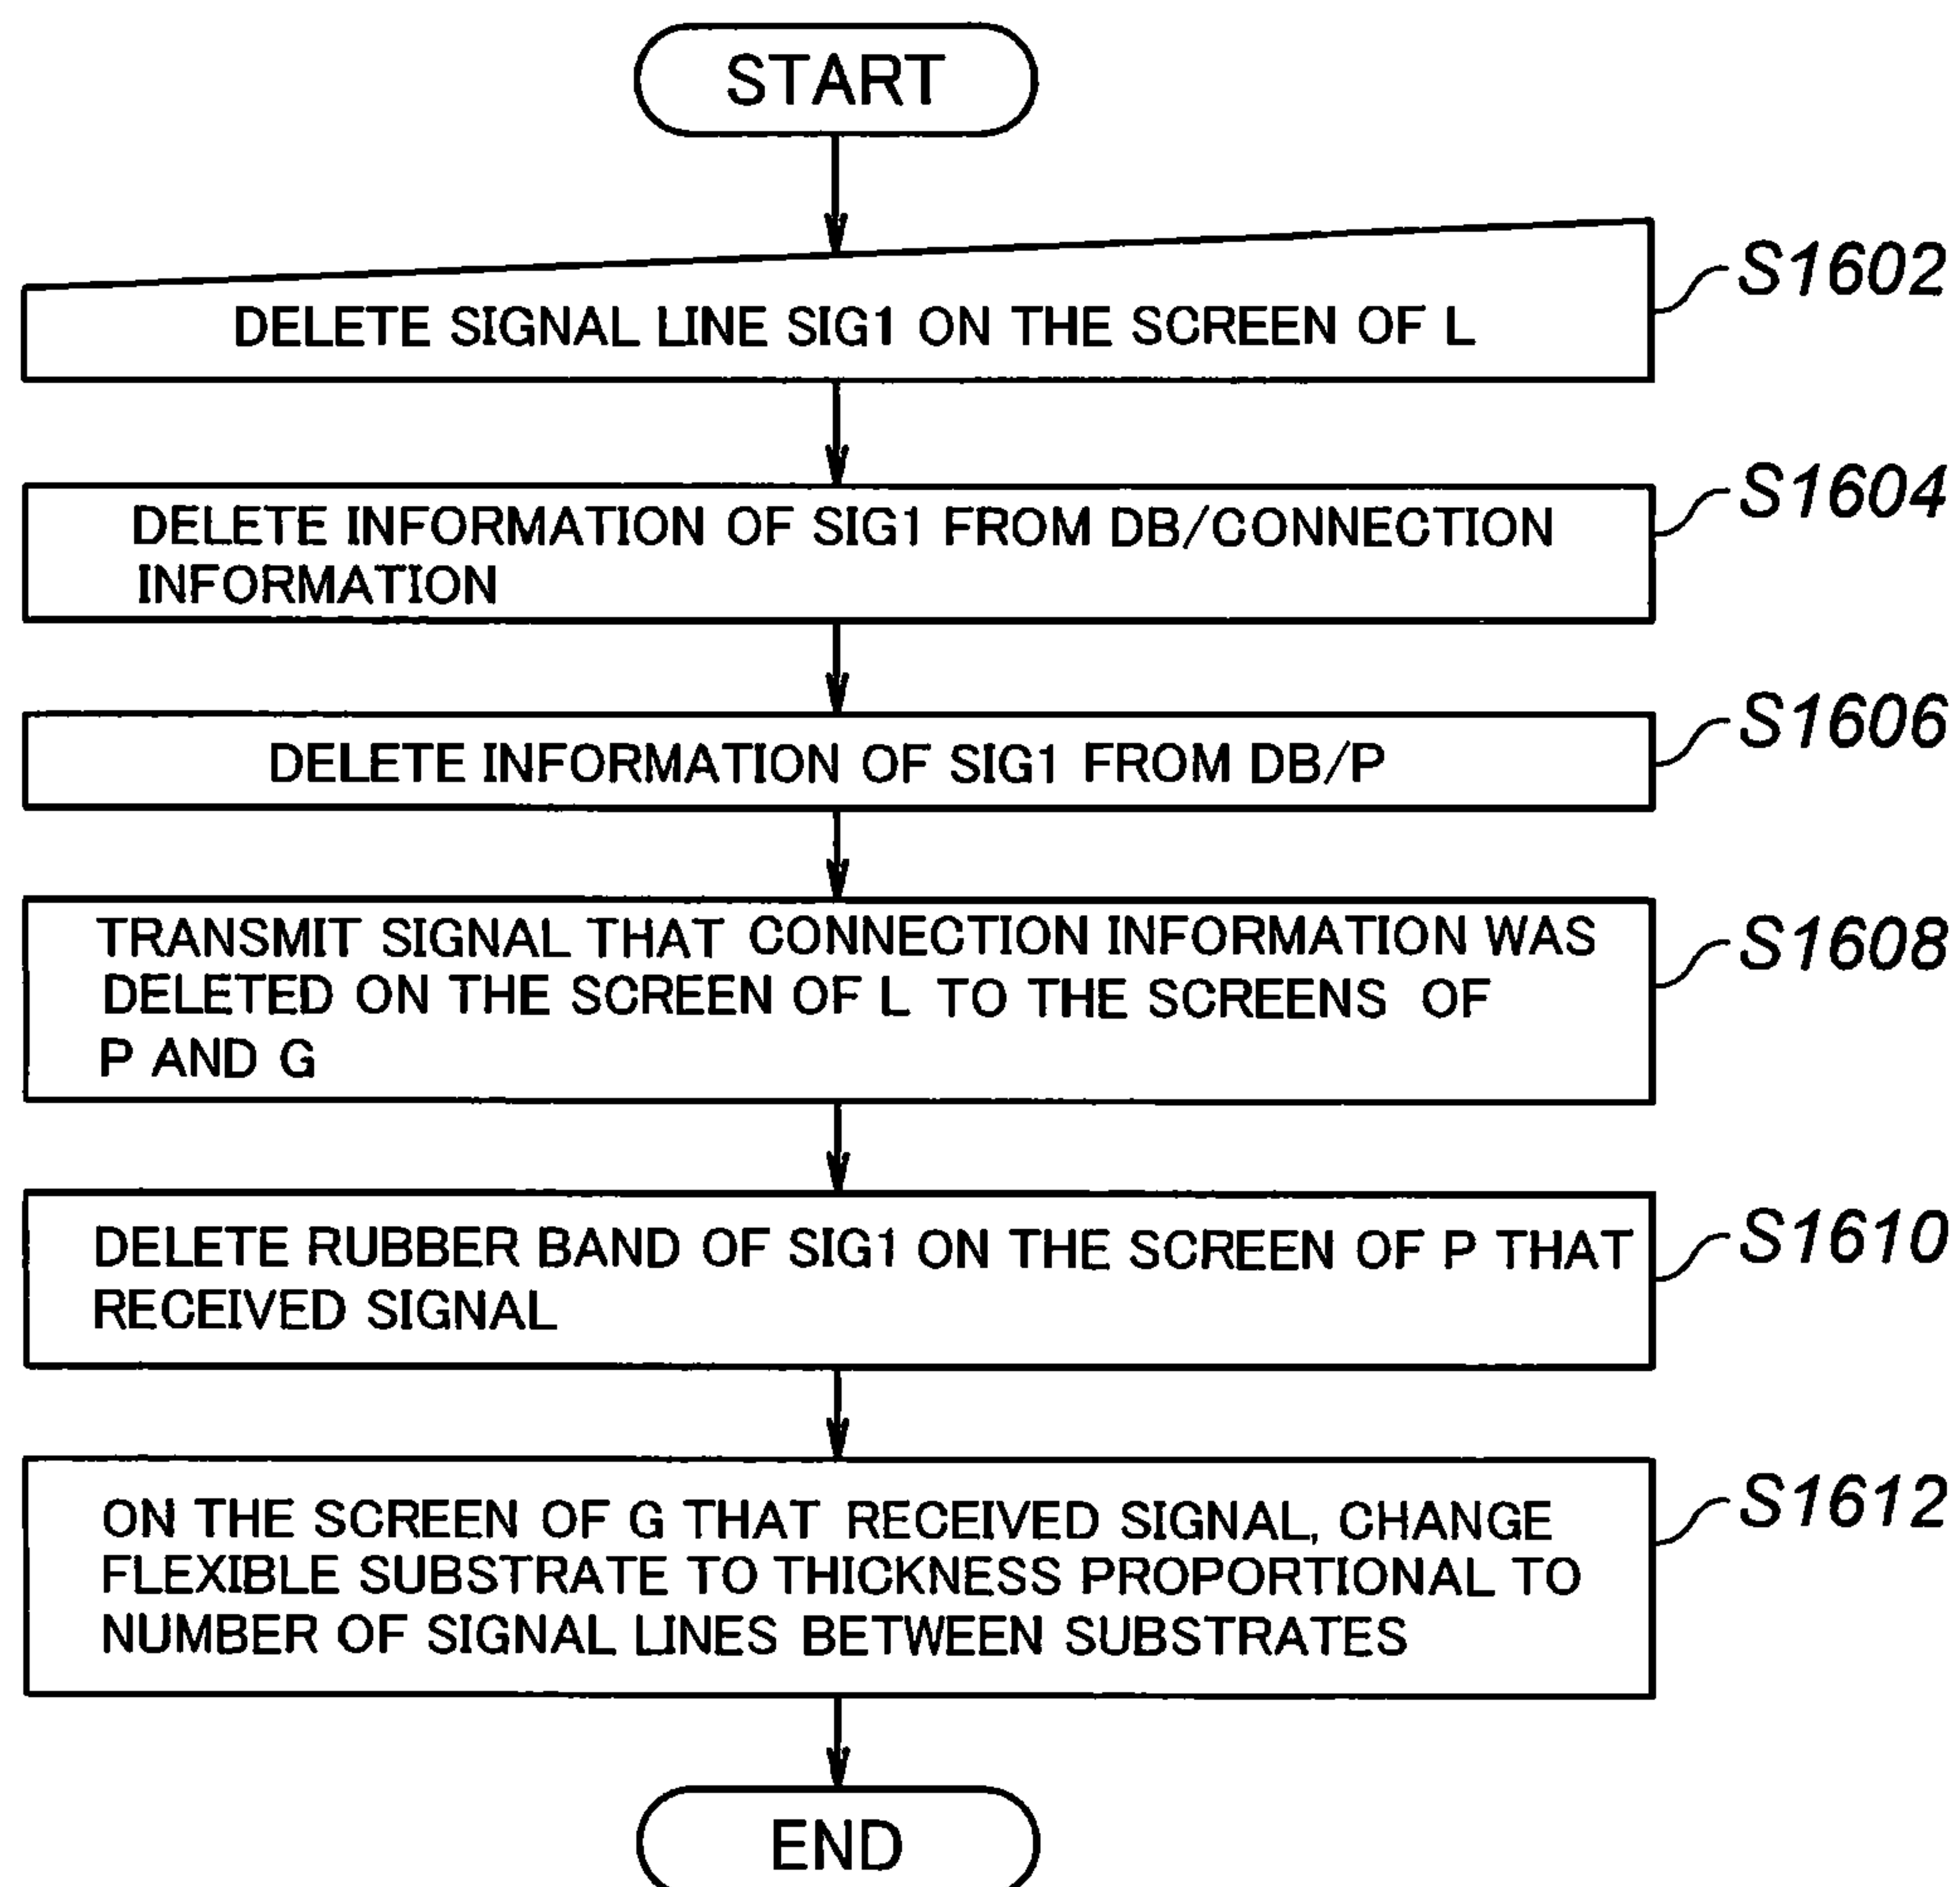 START
DELETE SIGNAL LINE SIG1 ON THE SCREEN OF L
S1602
DELETE INFORMATION OF SIG1 FROM DB/CONNECTION
INFORMATION
S1604
DELETE INFORMATION OF SIG1 FROM DB/P
S1606
TRANSMIT SIGNAL THAT CONNECTION INFORMATION WAS
DELETED ON THE SCREEN OF L TO THE SCREENS OF
P AND G
S1608
DELETE RUBBER BAND OF SIG1 ON THE SCREEN OF P THAT
RECEIVED SIGNAL
S1610
ON THE SCREEN OF G THAT RECEIVED SIGNAL, CHANGE
FLEXIBLE SUBSTRATE TO THICKNESS PROPORTIONAL TO
NUMBER OF SIGNAL LINES BETWEEN SUBSTRATES
S1612
END